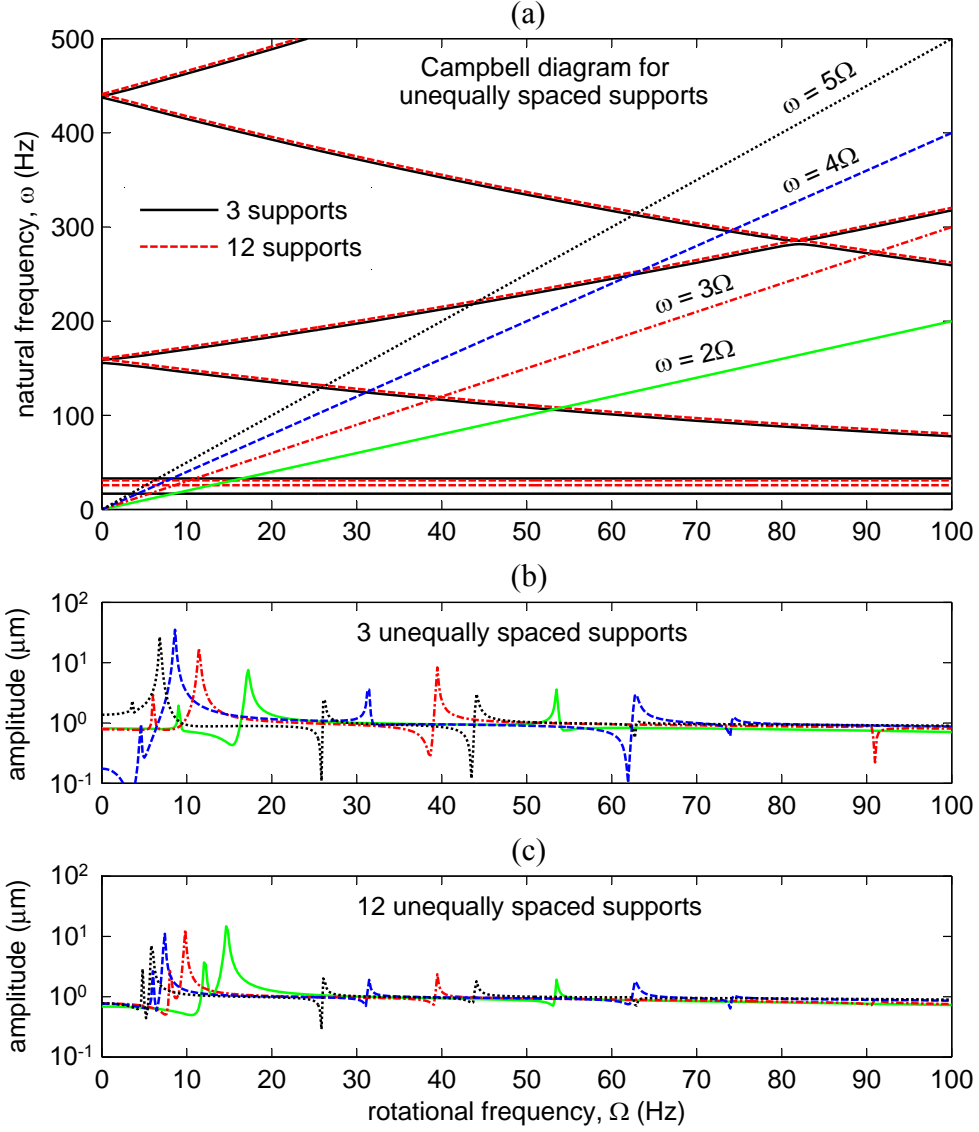 (a)
500
400
300
200
100
0
natural frequency, ω (Hz)
Campbell diagram for
unequally spaced supports
3 supports
12 supports
ω = 5Ω
ω = 4Ω
ω = 3Ω
ω = 2Ω
0 10 20 30 40 50 60 70 80 90 100
(b)
10²
10¹
10⁰
10⁻¹
amplitude (μm)
3 unequally spaced supports
0 10 20 30 40 50 60 70 80 90 100
(c)
10²
10¹
10⁰
10⁻¹
amplitude (μm)
12 unequally spaced supports
0 10 20 30 40 50 60 70 80 90 100
rotational frequency, Ω (Hz)